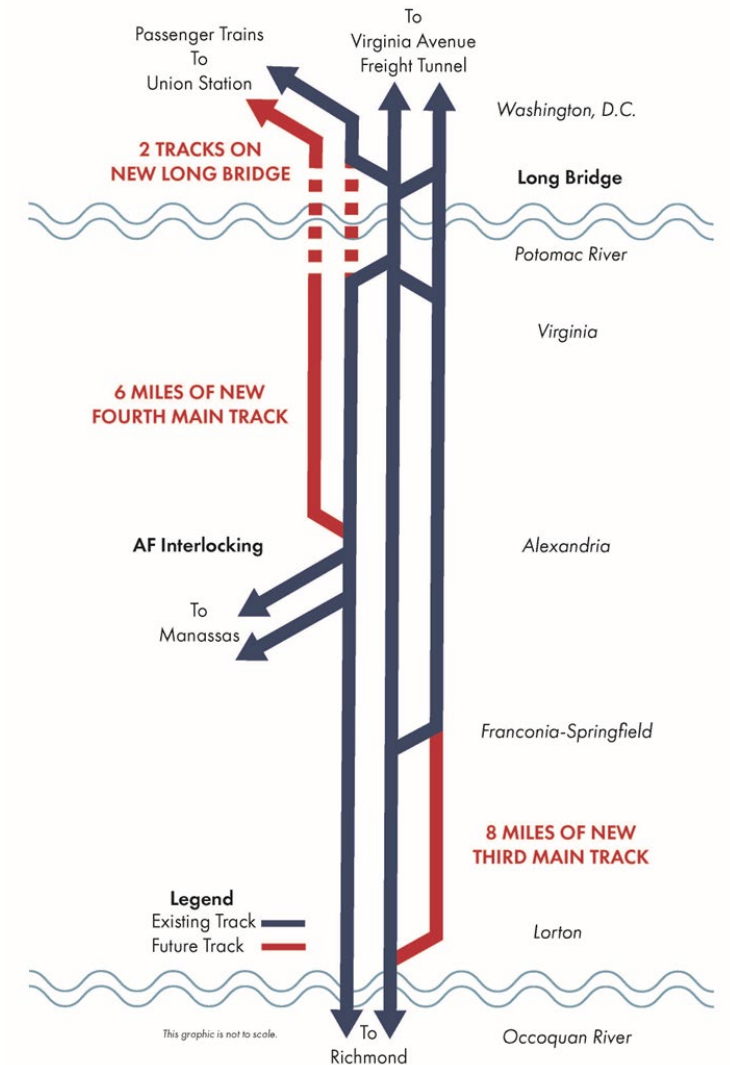 Passenger Trains
To
Union Station
To
Virginia Avenue
Freight Tunnel
Washington, D.C.
2 TRACKS ON
NEW LONG BRIDGE
Long Bridge
Potomac River
Virginia
6 MILES OF NEW
FOURTH MAIN TRACK
AF Interlocking
Alexandria
To
Manassas
Franconia-Springfield
8 MILES OF NEW
THIRD MAIN TRACK
Legend
Existing Track
Future Track
Lorton
This graphic is not to scale.
To
Richmond
Occoquan River